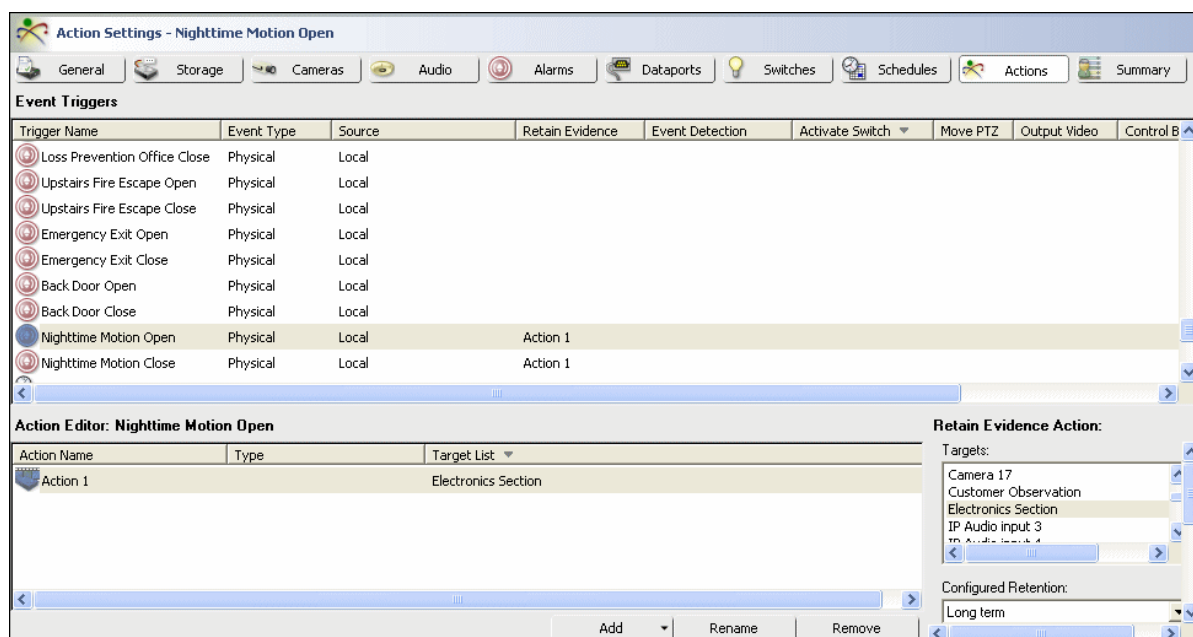 Action Settings - Nighttime Motion Open
General Storage Cameras Audio Alarms Dataports Switches Schedules Actions Summary
Event Triggers
Trigger Name Event Type Source Retain Evidence Event Detection Activate Switch Move PTZ Output Video Control B
Loss Prevention Office Close Physical Local
Upstairs Fire Escape Open Physical Local
Upstairs Fire Escape Close Physical Local
Emergency Exit Open Physical Local
Emergency Exit Close Physical Local
Back Door Open Physical Local
Back Door Close Physical Local
Nighttime Motion Open Physical Local Action 1
Nighttime Motion Close Physical Local Action 1
Action Editor: Nighttime Motion Open
Action Name Type Target List
Action 1 Electronics Section
Add Rename Remove
Retain Evidence Action:
Targets:
Camera 17
Customer Observation
Electronics Section
IP Audio input 3
Configured Retention:
Long term